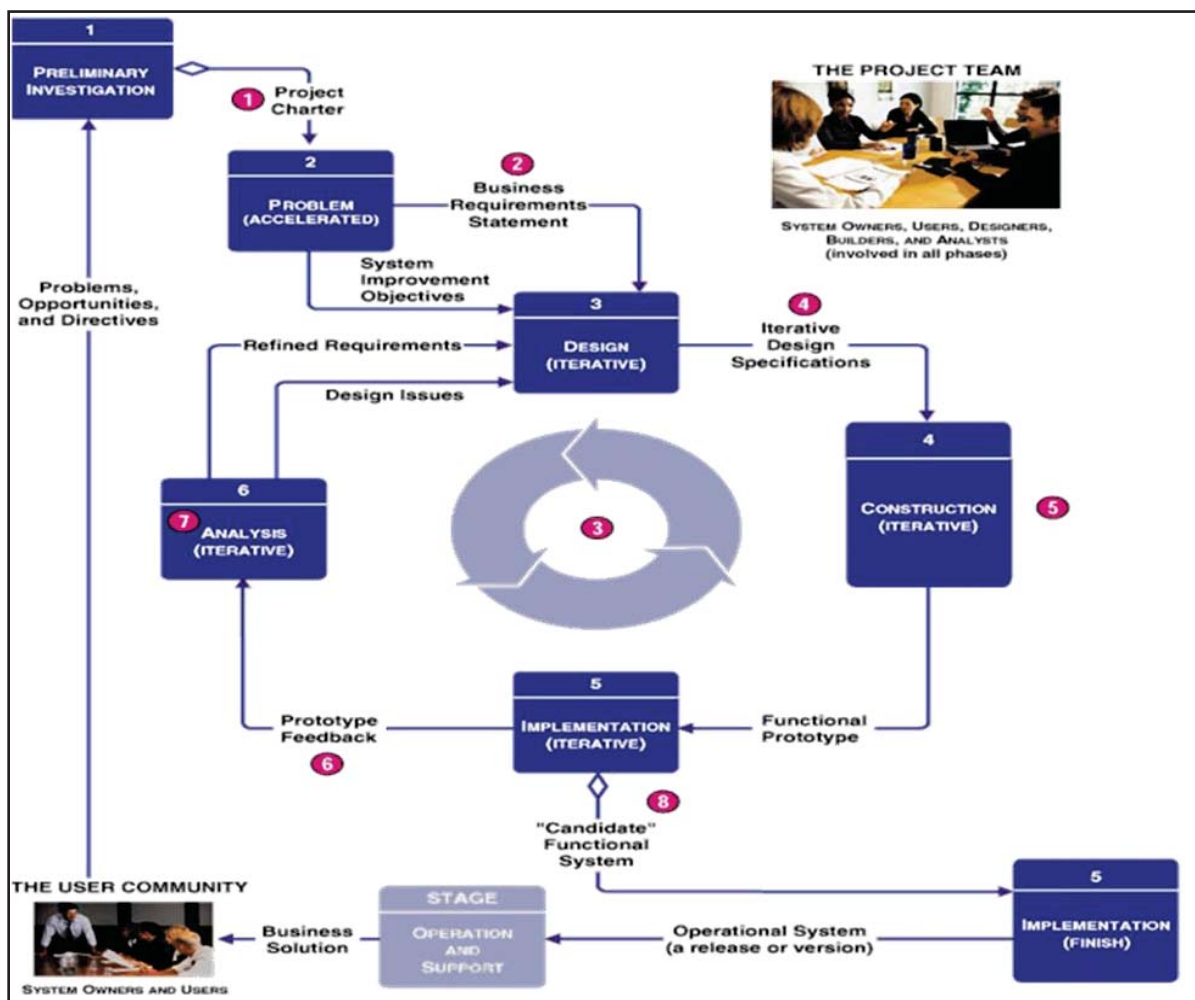 1
PRELIMINARY
INVESTIGATION
1
Project
Charter
THE PROJECT TEAM
SYSTEM OWNERS, USERS, DESIGNERS,
BUILDERS, AND ANALYSTS
(involved in all phases)
2
PROBLEM
(ACCELERATED)
2
Business
Requirements
Statement
System
Improvement
Objectives
Problems,
Opportunities,
and Directives
3
DESIGN
(ITERATIVE)
4
Iterative
Design
Specifications
Refined Requirements
Design Issues
4
CONSTRUCTION
(ITERATIVE)
5
6
7
ANALYSIS
(ITERATIVE)
3
5
IMPLEMENTATION
(ITERATIVE)
Functional
Prototype
Prototype
Feedback
6
8
"Candidate"
Functional
System
5
IMPLEMENTATION
(FINISH)
Operational System
(a release or version)
STAGE
OPERATION
AND
SUPPORT
Business
Solution
THE USER COMMUNITY
SYSTEM OWNERS AND USERS